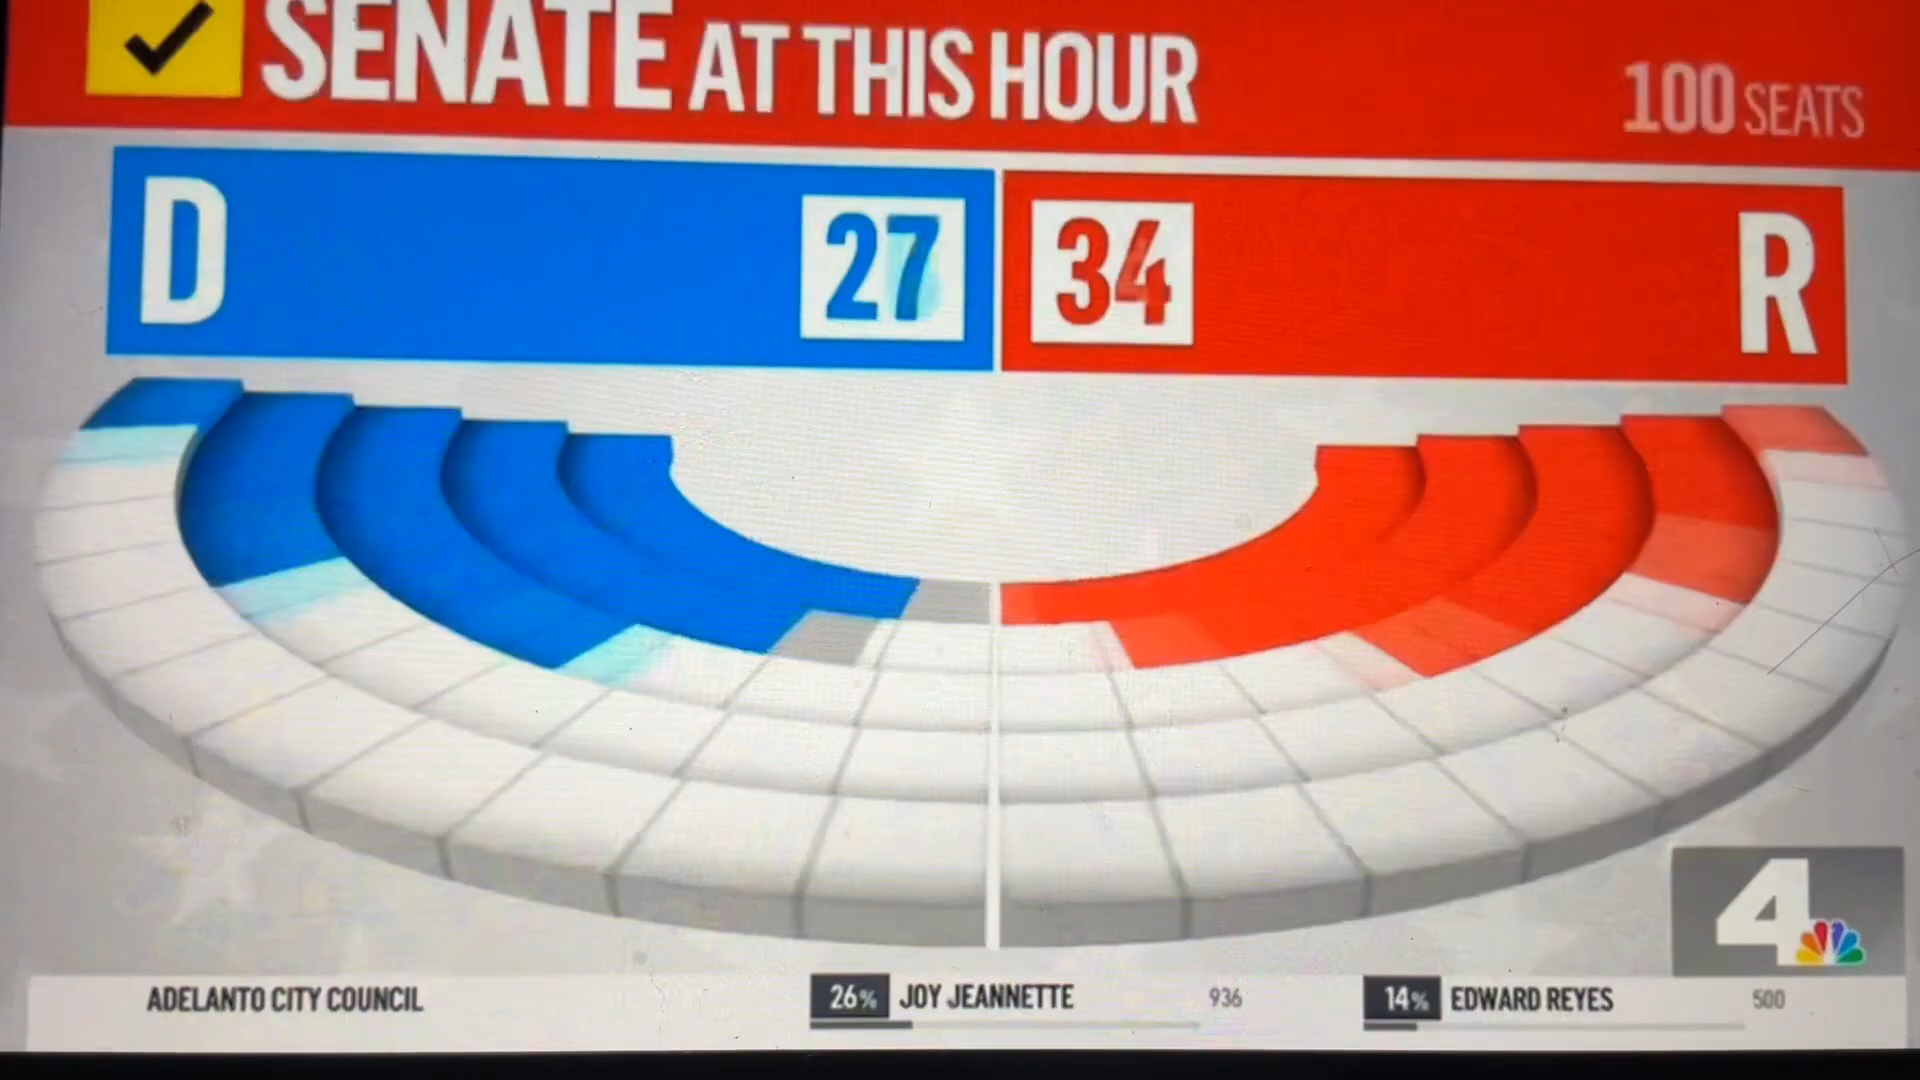 SENATE AT THIS HOUR
100 SEATS
D 27 34 R
4
ADELANTO CITY COUNCIL 26% JOY JEANNETTE 936 14% EDWARD REYES 500